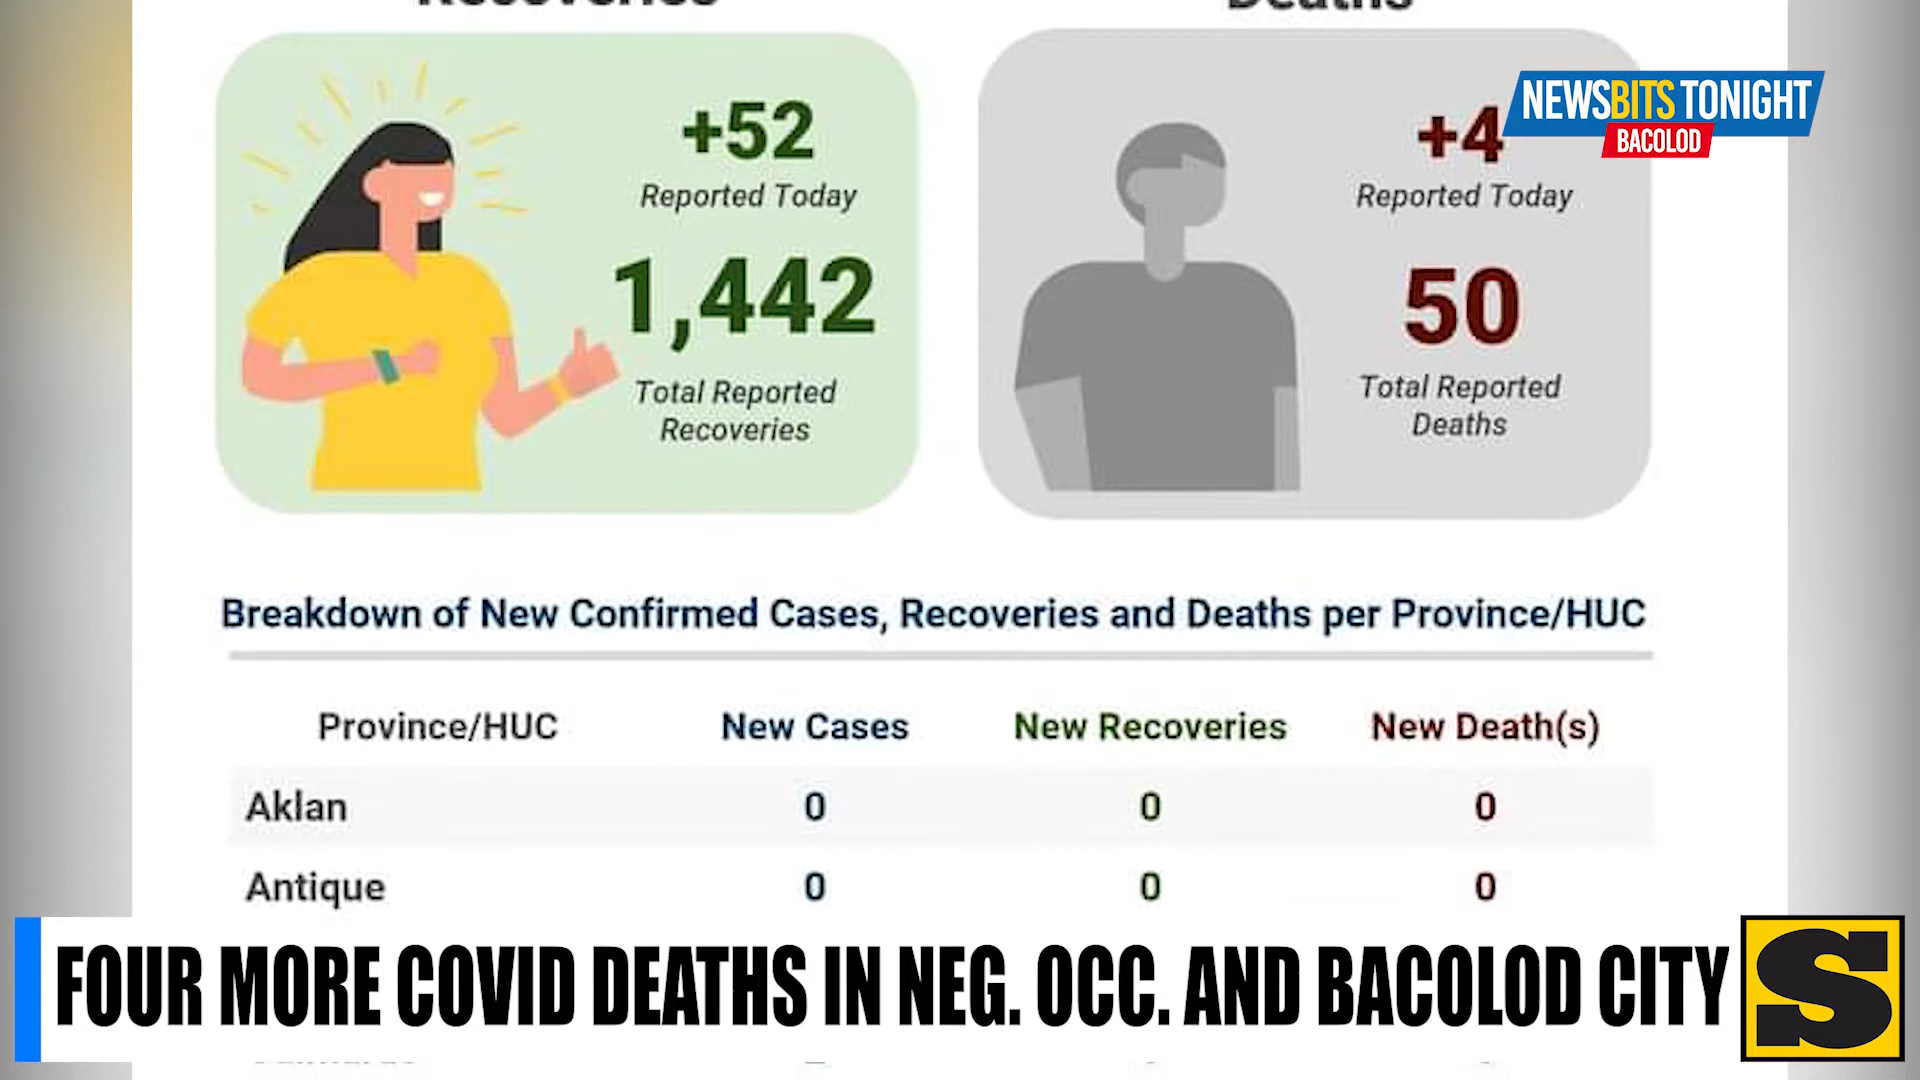 Recoveries
Deaths
NEWSBITS TONIGHT
BACOLOD
+52
Reported Today
1,442
Total Reported
Recoveries
+4
Reported Today
50
Total Reported
Deaths
Breakdown of New Confirmed Cases, Recoveries and Deaths per Province/HUC
Province/HUC New Cases New Recoveries New Death(s)
Aklan 0 0 0
Antique 0 0 0
FOUR MORE COVID DEATHS IN NEG. OCC. AND BACOLOD CITY
S